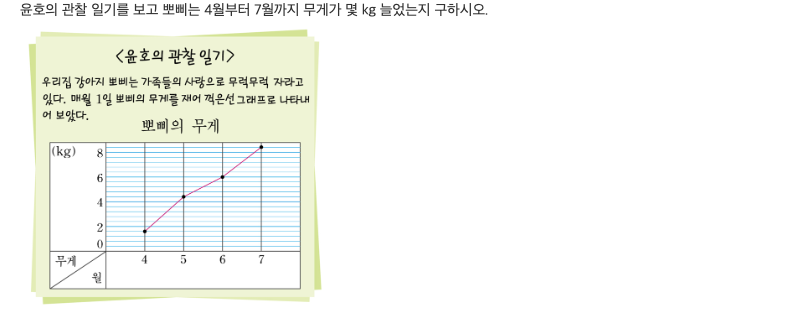 윤호의 관찰 일기를 보고 뽀삐는 4월부터 7월까지 무게가 몇 kg 늘었는지 구하시오.
<윤호의 관찰 일기>
우리집 강아지 뽀삐는 가족들의 사랑으로 무럭무럭 자라고
있다. 매월 1일 뽀삐의 무게를 재어 꺾은선그래프로 나타내
어 보았다.
뽀삐의 무게
(kg)
8
6
4
2
0
무게
월
4 5 6 7